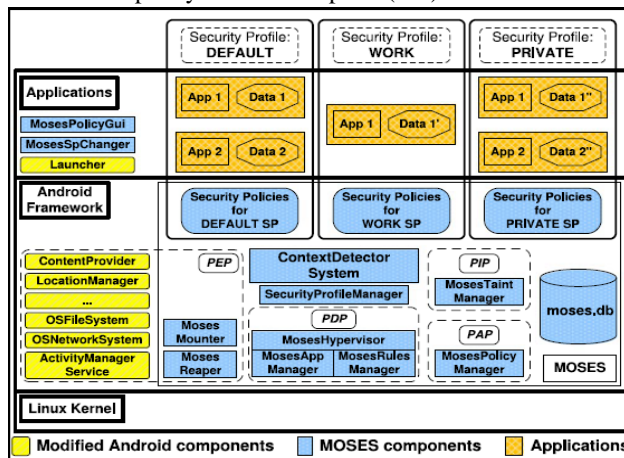 Security Profile:
DEFAULT
Security Profile:
WORK
Security Profile:
PRIVATE
Applications
MosesPolicyGui
MosesSpChanger
Launcher
App 1
Data 1
App 2
Data 2
App 1
Data 1'
App 1
Data 1"
App 2
Data 2"
Android
Framework
Security Policies
for
DEFAULT SP
Security Policies
for
WORK SP
Security Policies
for
PRIVATE SP
ContentProvider
LocationManager
...
OSFileSystem
OSNetworkSystem
ActivityManager
Service
PEP
Moses
Mounter
Moses
Reaper
ContextDetector
System
SecurityProfileManager
PDP
MosesHypervisor
MosesApp
Manager
MosesRules
Manager
PIP
MosesTaint
Manager
PAP
MosesPolicy
Manager
moses.db
MOSES
Linux Kernel
Modified Android components
MOSES components
Applications